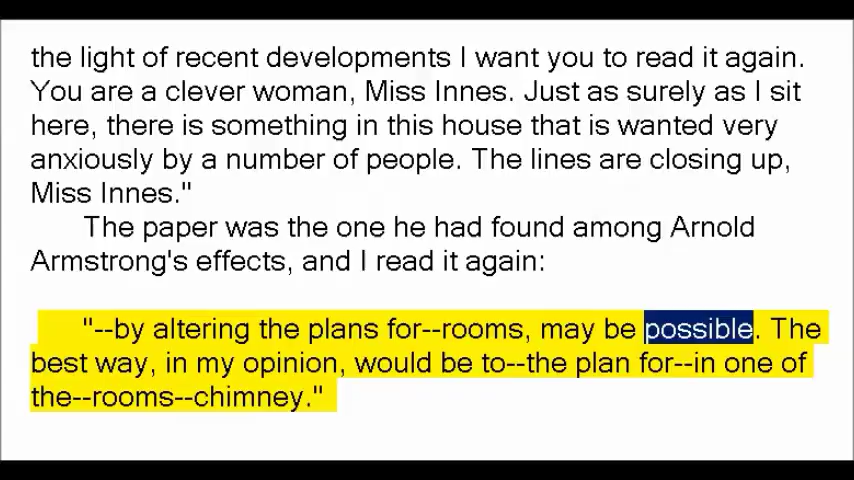 the light of recent developments I want you to read it again.
You are a clever woman, Miss Innes. Just as surely as I sit
here, there is something in this house that is wanted very
anxiously by a number of people. The lines are closing up,
Miss Innes."
The paper was the one he had found among Arnold
Armstrong's effects, and I read it again:
"--by altering the plans for--rooms, may be possible. The
best way, in my opinion, would be to--the plan for--in one of
the--rooms--chimney."